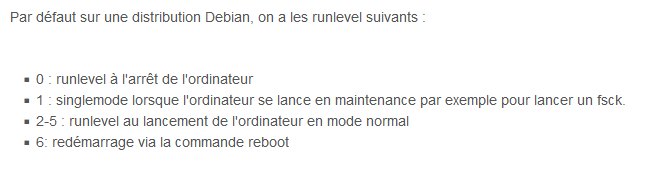 Par défaut sur une distribution Debian, on a les runlevel suivants :
▪ 0 : runlevel à l'arrêt de l'ordinateur
▪ 1 : singlemode lorsque l'ordinateur se lance en maintenance par exemple pour lancer un fsck.
▪ 2-5 : runlevel au lancement de l'ordinateur en mode normal
▪ 6: redémarrage via la commande reboot